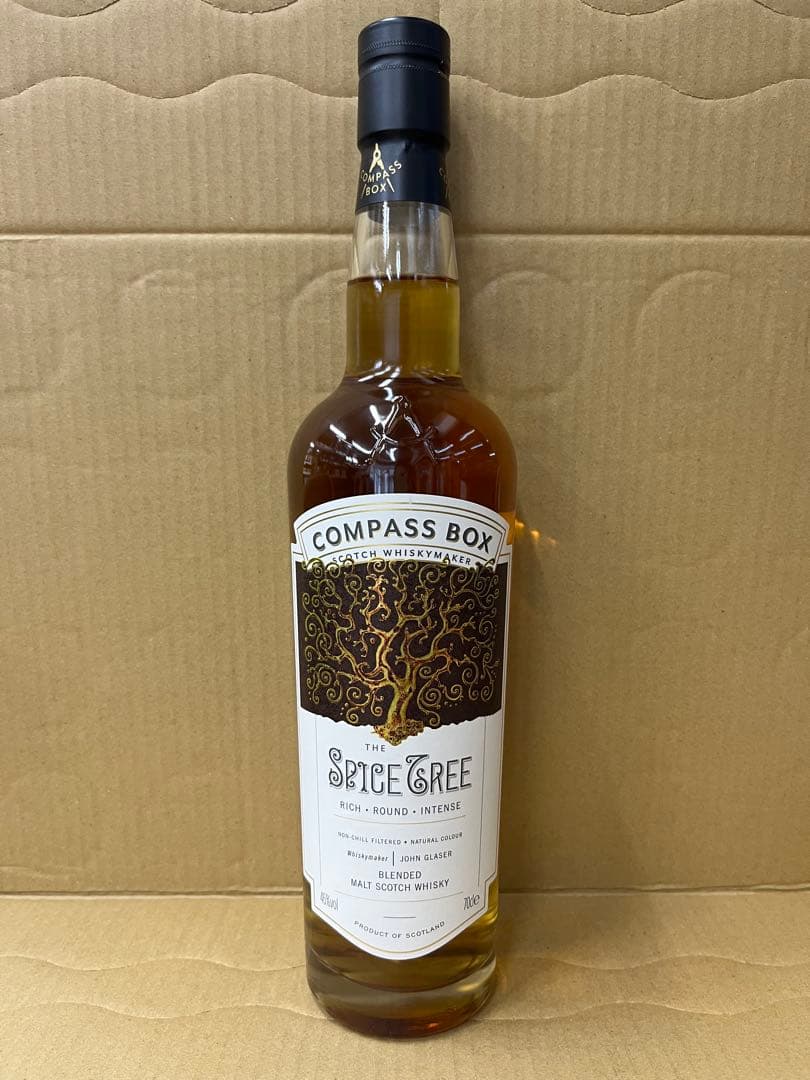 COMPASS
BOX
COMPASS BOX
SCOTCH WHISKYMAKER
THE
SPICE TREE
RICH • ROUND • INTENSE
NON-CHILL FILTERED • NATURAL COLOUR
Whiskymaker | JOHN GLASER
BLENDED
MALT SCOTCH WHISKY
46%vol 70cl e
PRODUCT OF SCOTLAND